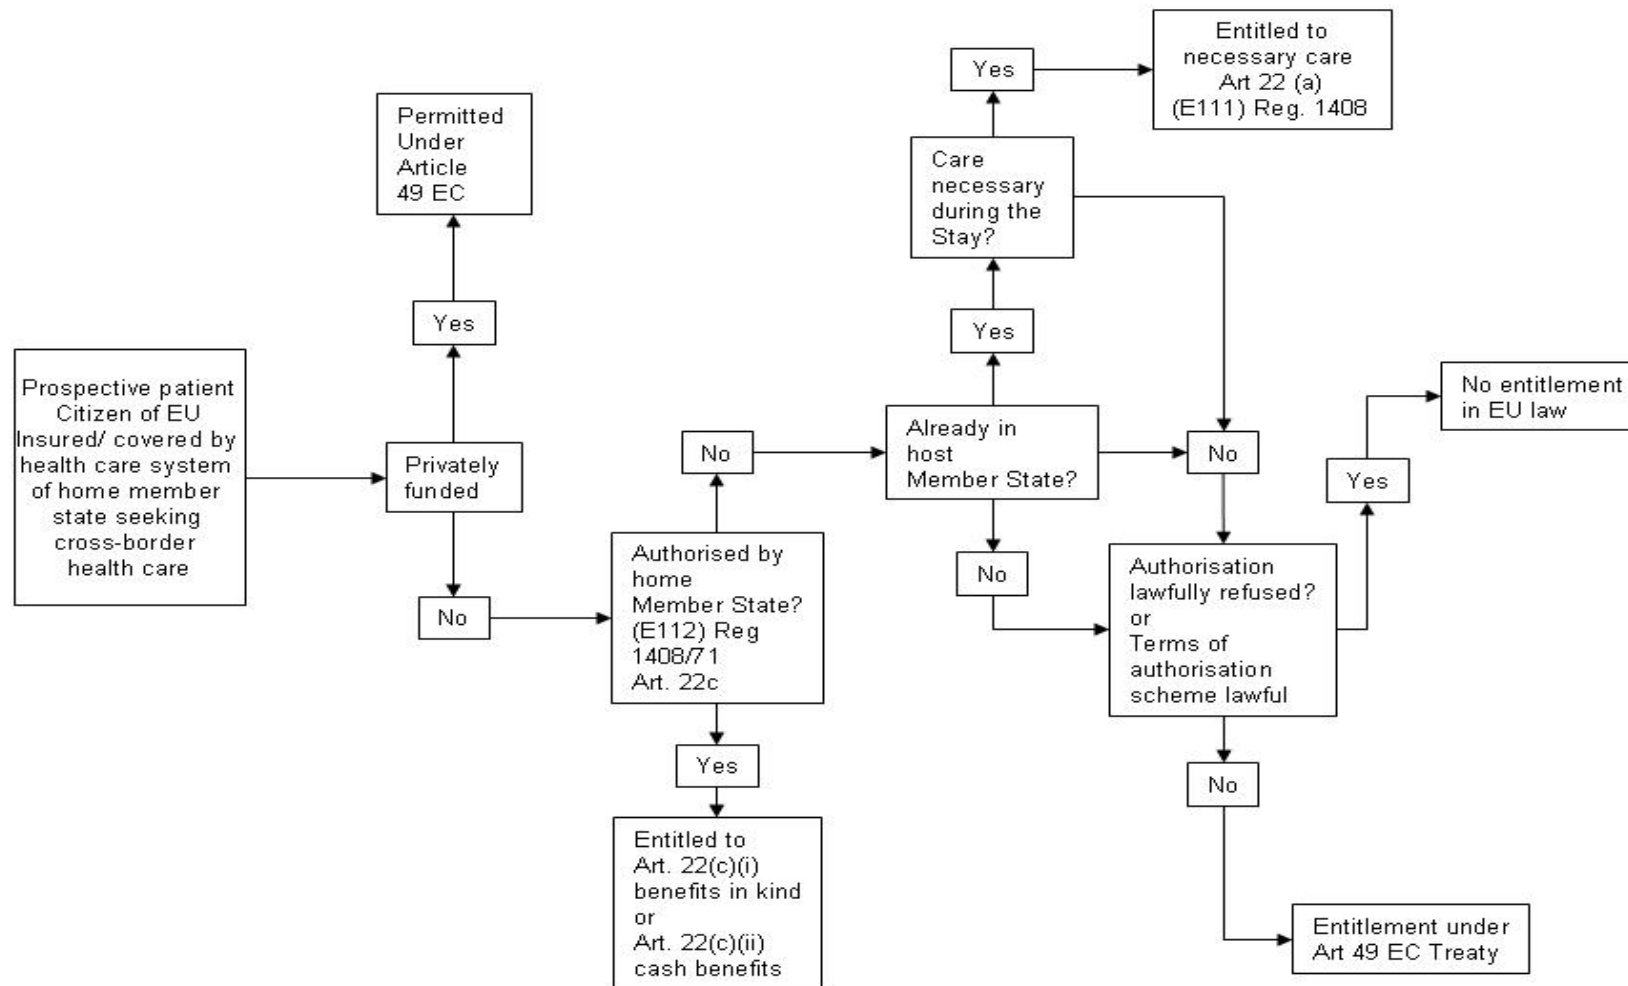 Prospective patient
Citizen of EU
Insured/ covered by
health care system
of home member
state seeking
cross-border
health care
Privately
funded
Yes
Permitted
Under
Article
49 EC
No
Authorised by
home
Member State?
(E112) Reg
1408/71
Art. 22c
Yes
Entitled to
Art. 22(c)(i)
benefits in kind
or
Art. 22(c)(ii)
cash benefits
No
Already in
host
Member State?
Yes
Care
necessary
during the
Stay?
Yes
Entitled to
necessary care
Art 22 (a)
(E111) Reg. 1408
No
No
Authorisation
lawfully refused?
or
Terms of
authorisation
scheme lawful
Yes
No entitlement
in EU law
No
Entitlement under
Art 49 EC Treaty